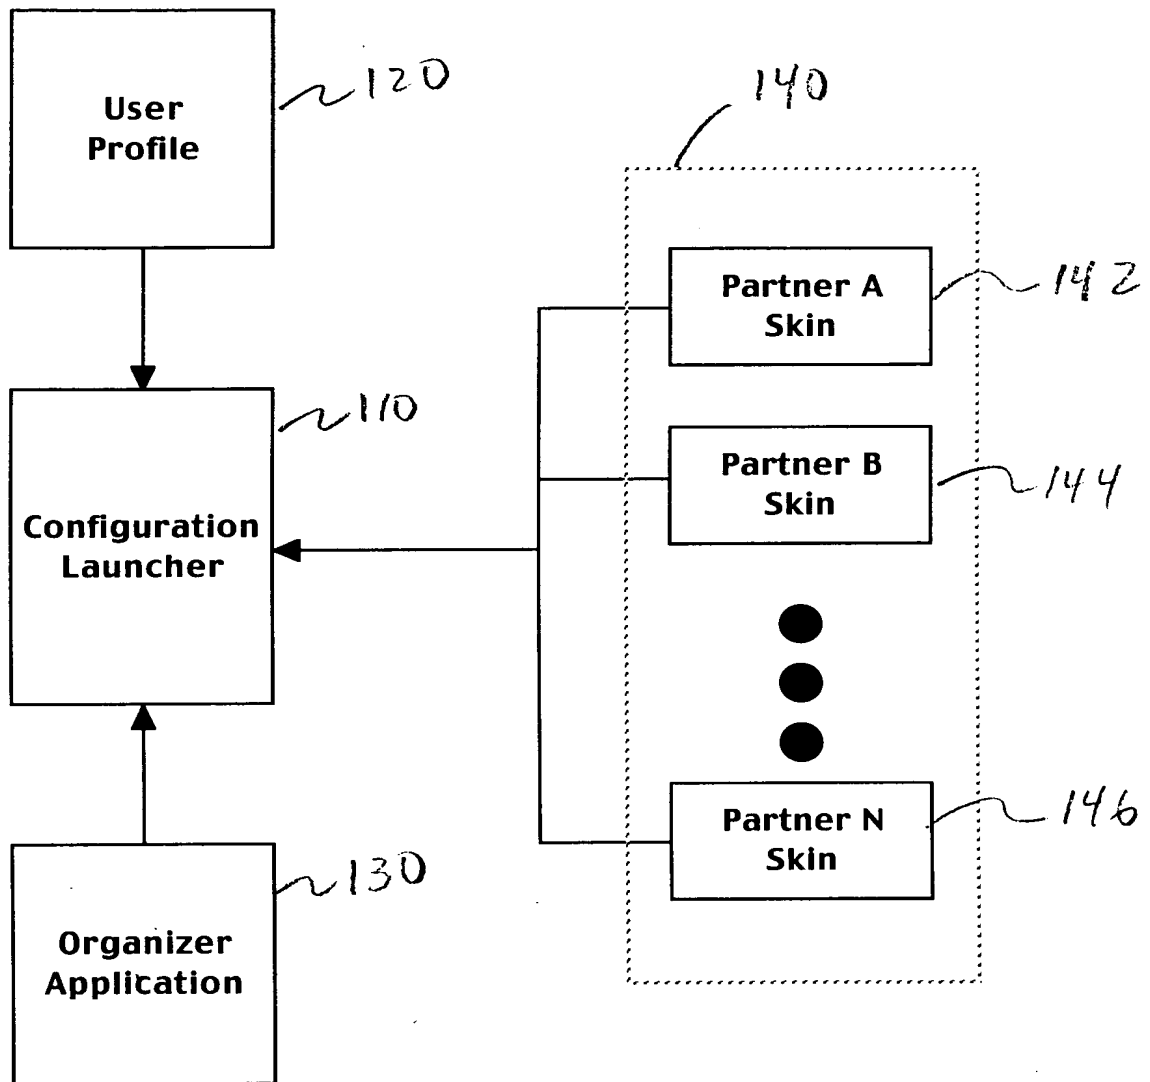 User
Profile
120
140
Partner A
Skin
142
110
Configuration
Launcher
Partner B
Skin
144
Partner N
Skin
146
130
Organizer
Application